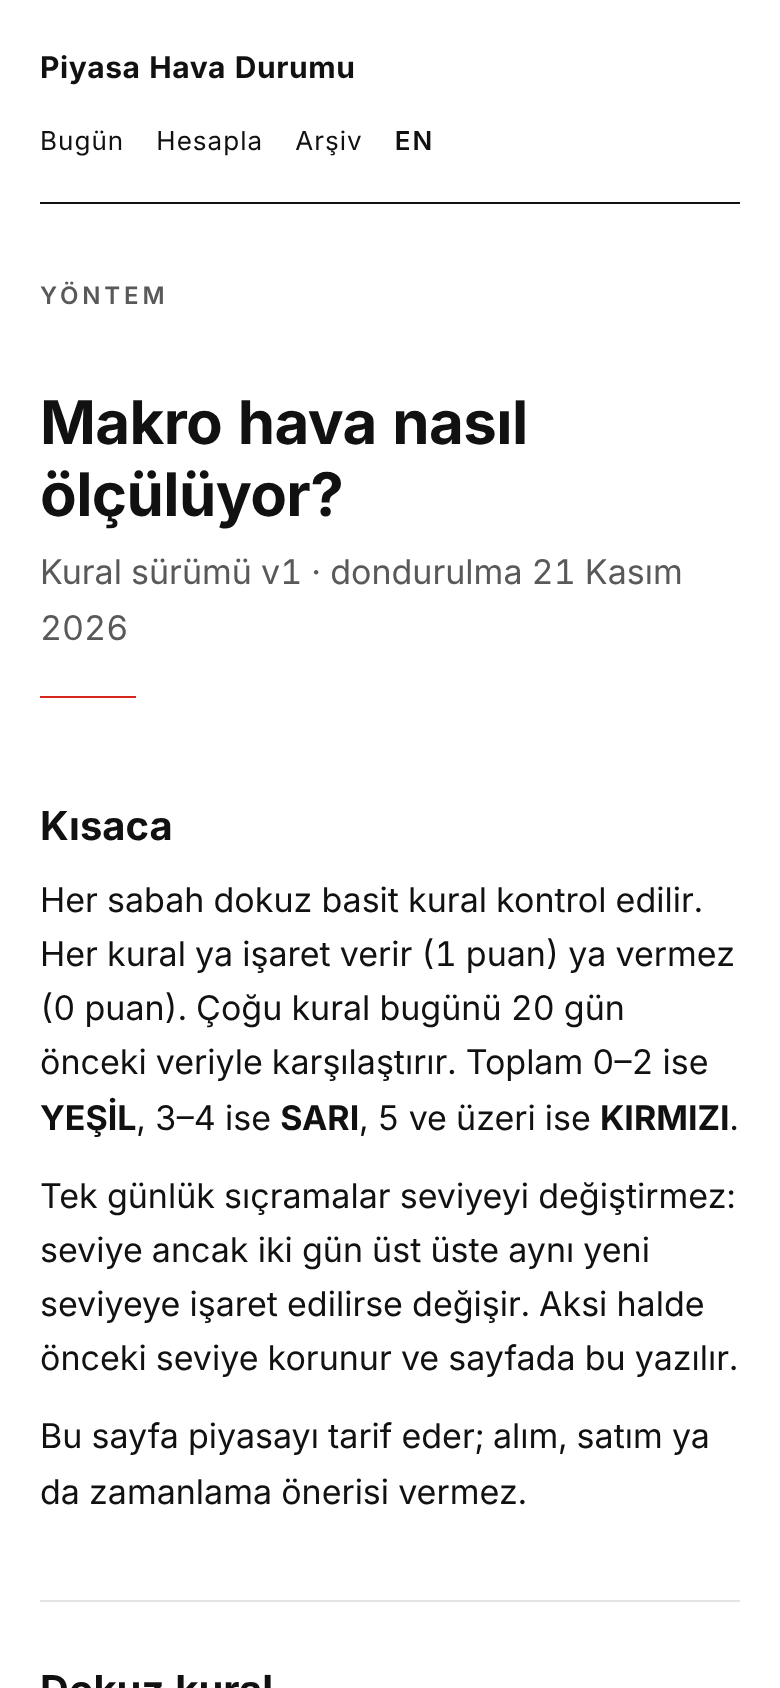 Piyasa Hava Durumu
Bugün Hesapla Arşiv EN
YÖNTEM
Makro hava nasıl
ölçülüyor?
Kural sürümü v1 · dondurulma 21 Kasım
2026
Kısaca
Her sabah dokuz basit kural kontrol edilir.
Her kural ya işaret verir (1 puan) ya vermez
(0 puan). Çoğu kural bugünü 20 gün
önceki veriyle karşılaştırır. Toplam 0–2 ise
YEŞİL, 3–4 ise SARI, 5 ve üzeri ise KIRMIZI.
Tek günlük sıçramalar seviyeyi değiştirmez:
seviye ancak iki gün üst üste aynı yeni
seviyeye işaret edilirse değişir. Aksi halde
önceki seviye korunur ve sayfada bu yazılır.
Bu sayfa piyasayı tarif eder; alım, satım ya
da zamanlama önerisi vermez.
Dokuz kural